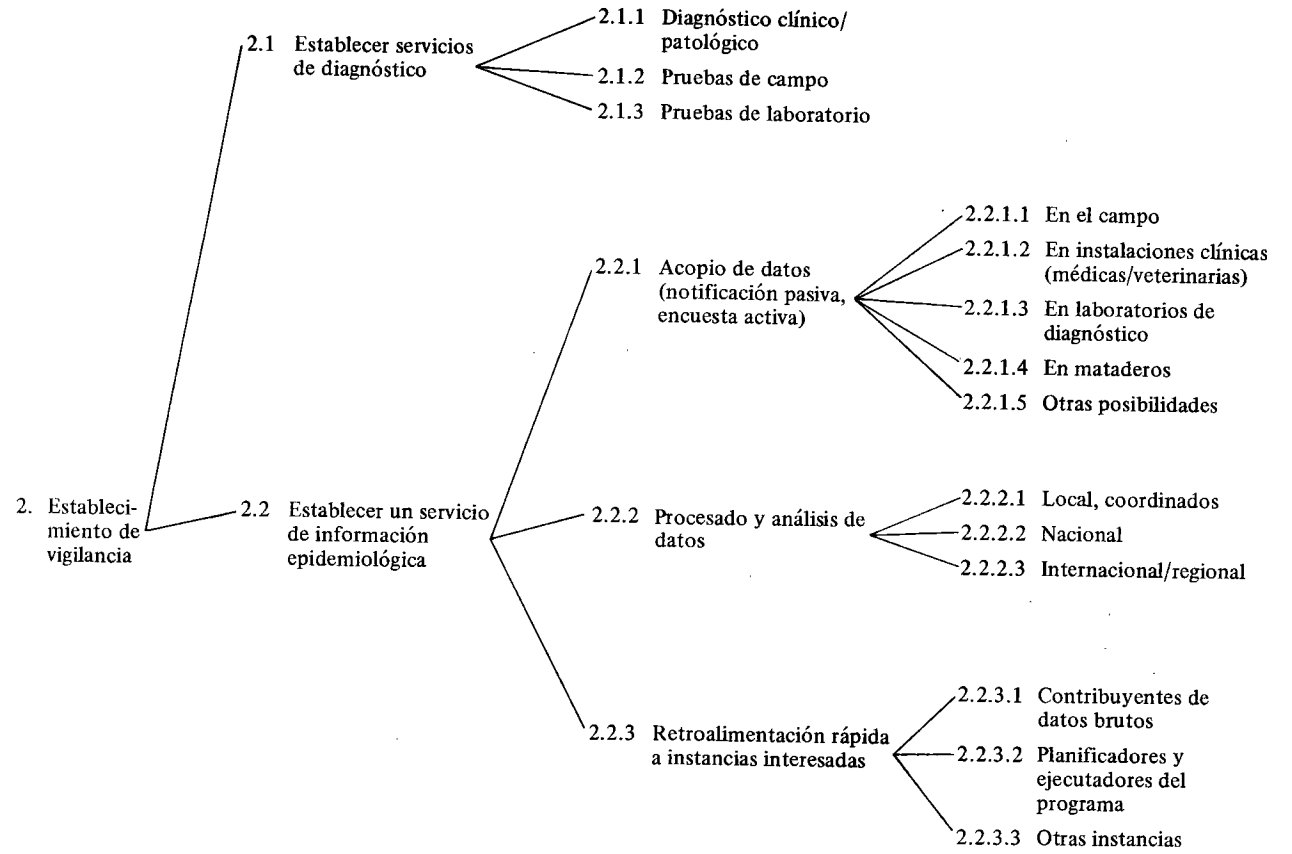 2.1.1 Diagnóstico clínico/
patológico
2.1 Establecer servicios
de diagnóstico
2.1.2 Pruebas de campo
2.1.3 Pruebas de laboratorio
2.2.1.1 En el campo
2.2.1.2 En instalaciones clínicas
(médicas/veterinarias)
2.2.1 Acopio de datos
(notificación pasiva,
encuesta activa)
2.2.1.3 En laboratorios de
diagnóstico
2.2.1.4 En mataderos
2.2.1.5 Otras posibilidades
2. Estableci-
miento de
vigilancia
2.2 Establecer un servicio
de información
epidemiológica
2.2.2 Procesado y análisis de
datos
2.2.2.1 Local, coordinados
2.2.2.2 Nacional
2.2.2.3 Internacional/regional
2.2.3 Retroalimentación rápida
a instancias interesadas
2.2.3.1 Contribuyentes de
datos brutos
2.2.3.2 Planificadores y
ejecutadores del
programa
2.2.3.3 Otras instancias